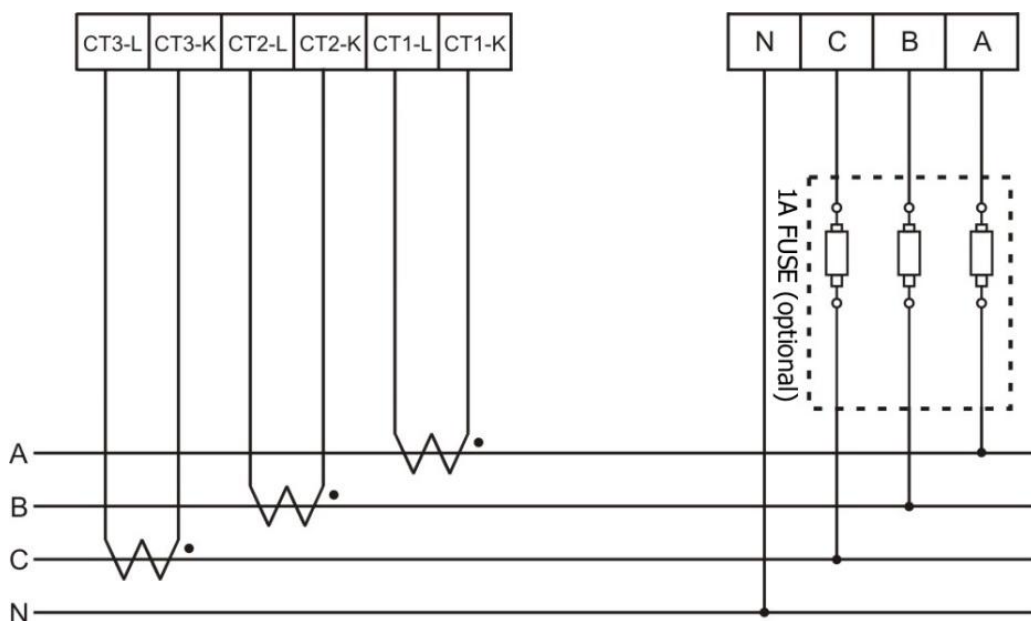 CT3-L CT3-K CT2-L CT2-K CT1-L CT1-K
N C B A
1A FUSE (optional)
A
B
C
N